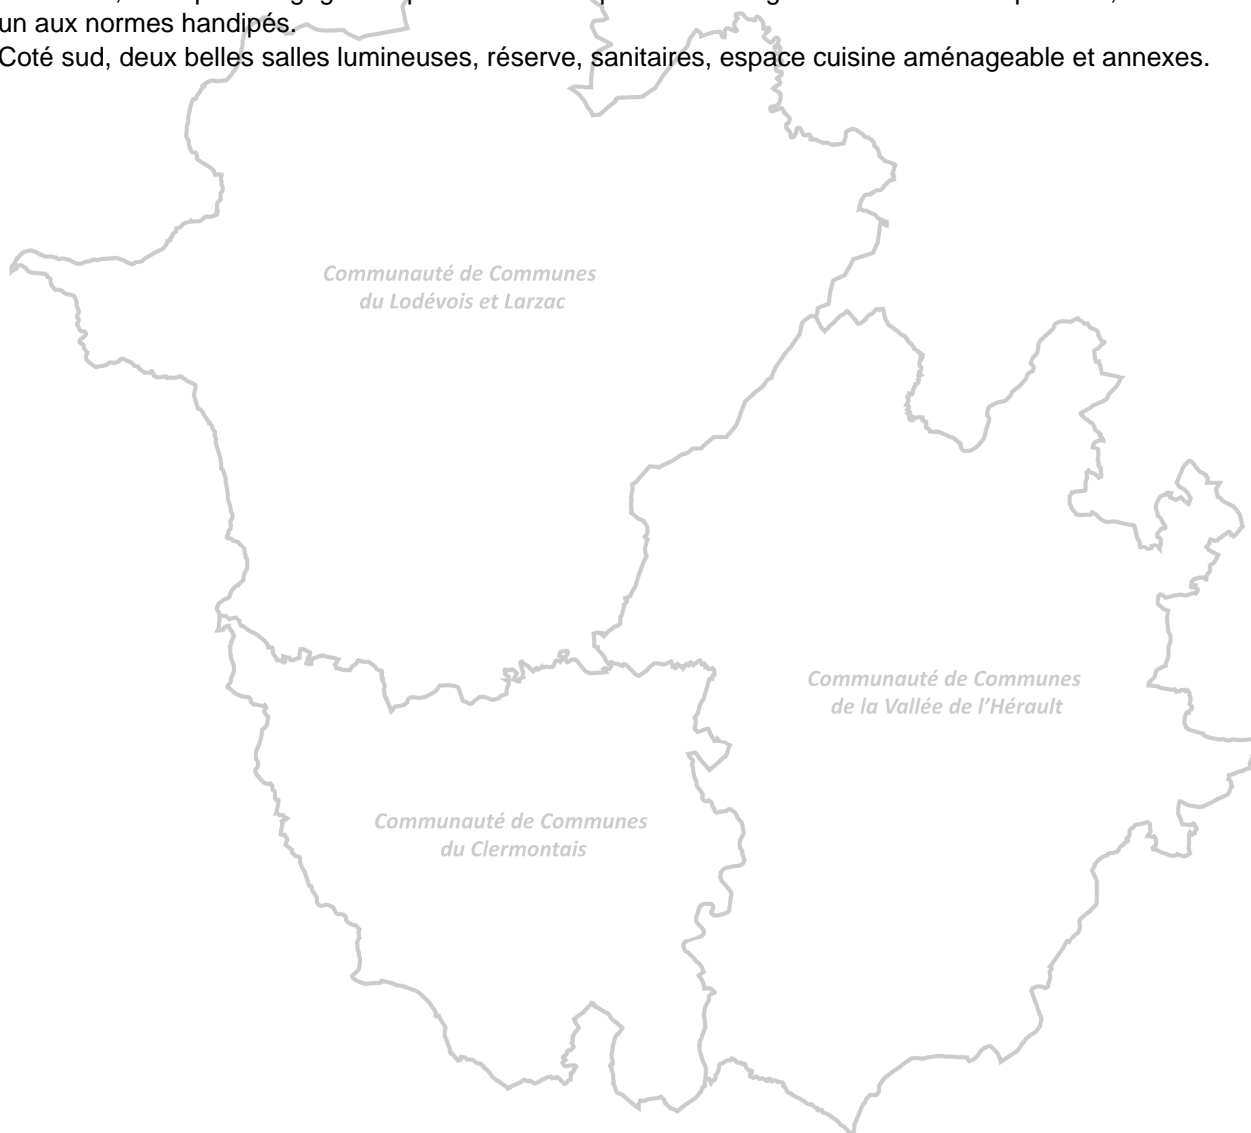 un aux normes handipés.
Coté sud, deux belles salles lumineuses, réserve, sanitaires, espace cuisine aménageable et annexes.
Communauté de Communes
du Lodévois et Larzac
Communauté de Communes
de la Vallée de l'Hérault
Communauté de Communes
du Clermontais